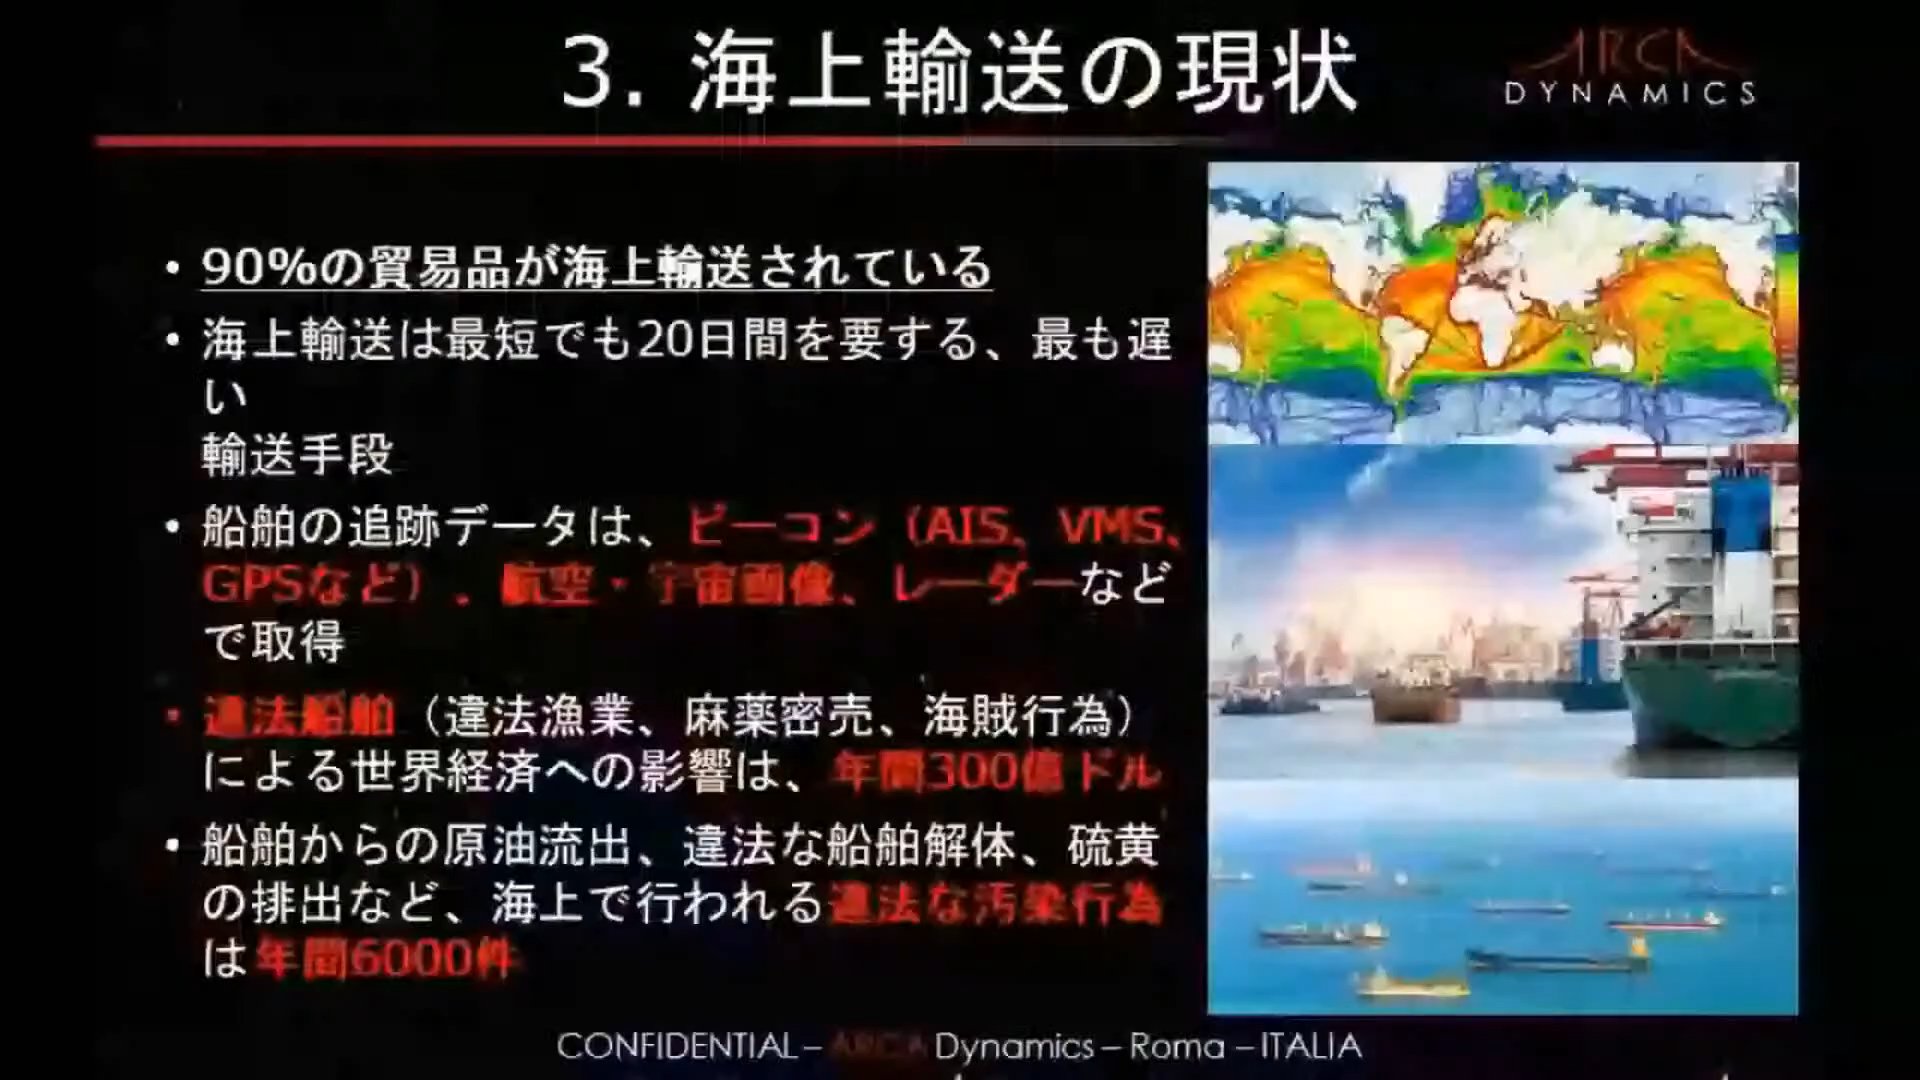 3. 海上輸送の現状
ARCA
DYNAMICS
• 90%の貿易品が海上輸送されている
• 海上輸送は最短でも20日間を要する、最も遅
い
輸送手段
• 船舶の追跡データは、ビーコン（AIS、VMS、
GPSなど）、航空・宇宙画像、レーダーなど
で取得
• 違法船舶（違法漁業、麻薬密売、海賊行為）
による世界経済への影響は、年間300億ドル
• 船舶からの原油流出、違法な船舶解体、硫黄
の排出など、海上で行われる違法な汚染行為
は年間6000件
CONFIDENTIAL – ARCA Dynamics – Roma – ITALIA